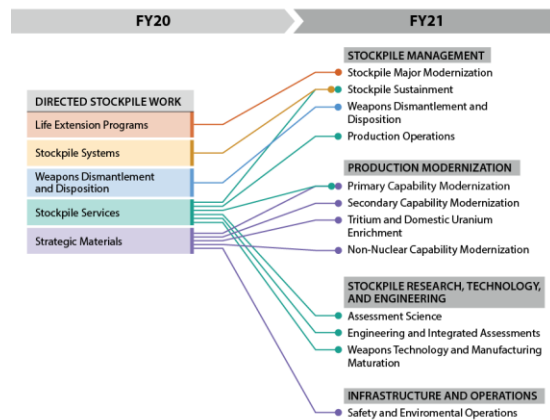 FY20
FY21
DIRECTED STOCKPILE WORK
Life Extension Programs
Stockpile Systems
Weapons Dismantlement
and Disposition
Stockpile Services
Strategic Materials
STOCKPILE MANAGEMENT
Stockpile Major Modernization
Stockpile Sustainment
Weapons Dismantlement and
Disposition
Production Operations
PRODUCTION MODERNIZATION
Primary Capability Modernization
Secondary Capability Modernization
Tritium and Domestic Uranium
Enrichment
Non-Nuclear Capability Modernization
STOCKPILE RESEARCH, TECHNOLOGY,
AND ENGINEERING
Assessment Science
Engineering and Integrated Assessments
Weapons Technology and Manufacturing
Maturation
INFRASTRUCTURE AND OPERATIONS
Safety and Enviromental Operations